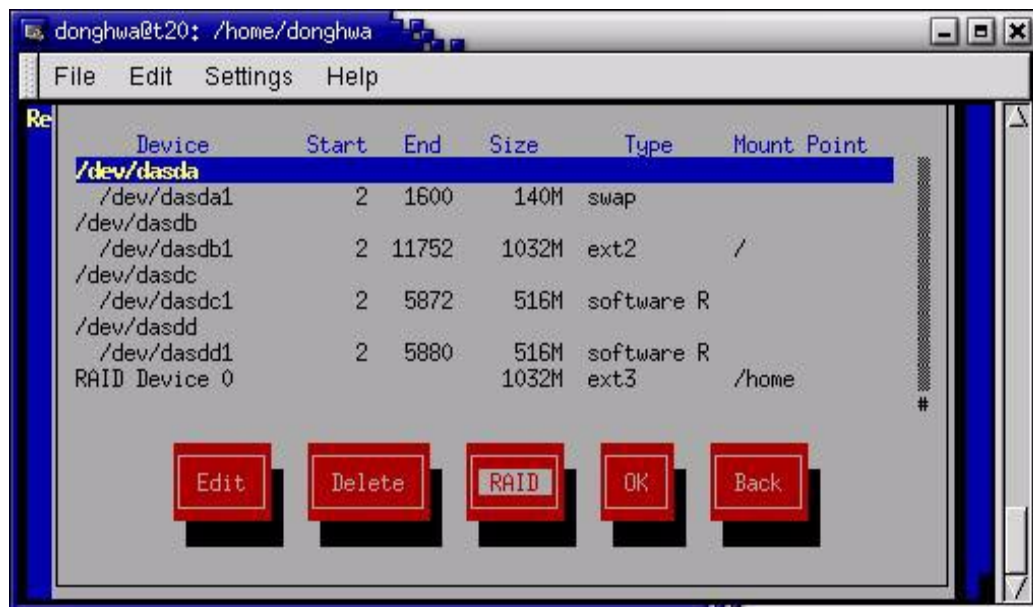 donghwa@t20: /home/donghwa
File Edit Settings Help
Re
Device Start End Size Type Mount Point
/dev/dasda
/dev/dasda1 2 1600 140M swap
/dev/dasdb
/dev/dasdb1 2 11752 1032M ext2 /
/dev/dasdc
/dev/dasdc1 2 5872 516M software R
/dev/dasdd
/dev/dasdd1 2 5880 516M software R
RAID Device 0 1032M ext3 /home
#
Edit Delete RAID OK Back